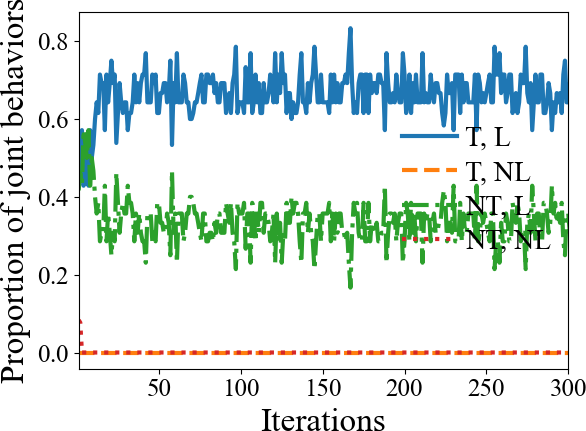 Proportion of joint behaviors
0.8
0.6
0.4
0.2
0.0
T, L
T, NL
NT, L
NT, NL
50 100 150 200 250 300
Iterations